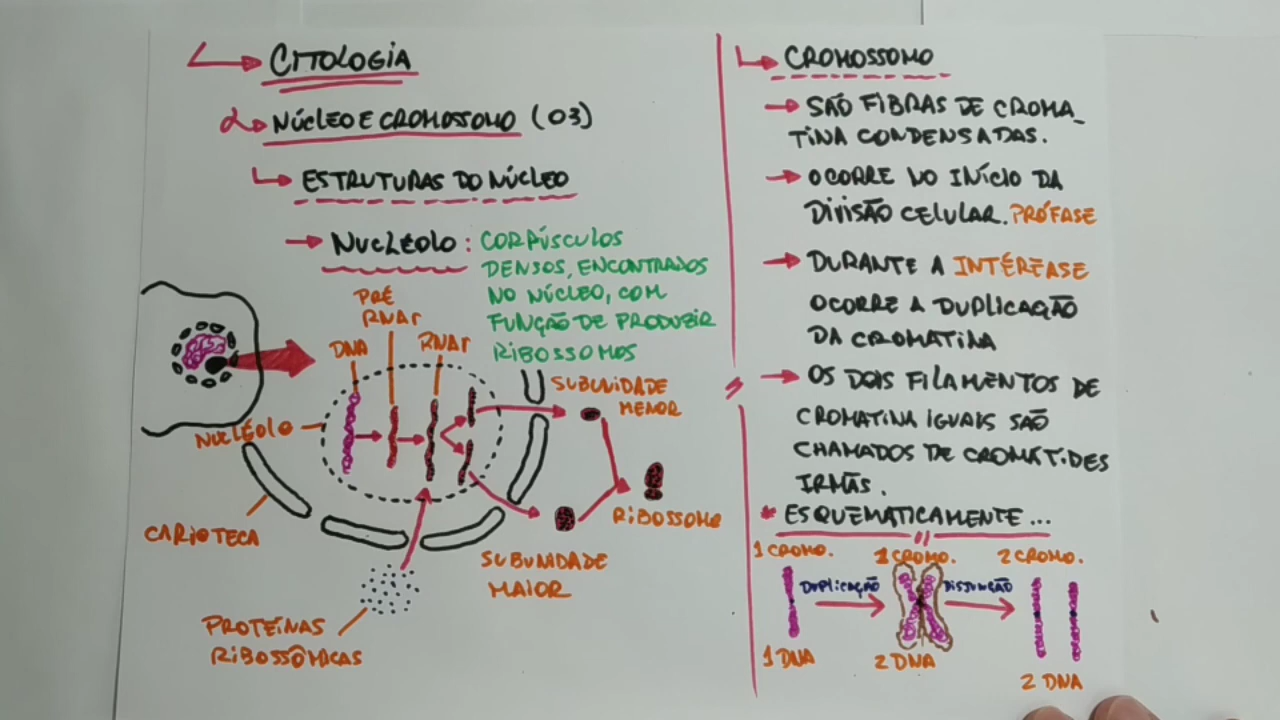 CITOLOGIA
NÚCLEO E CROMOSSOMO (03)
ESTRUTURAS DO NÚCLEO
NUCLÉOLO: CORPÚSCULOS
DENSOS, ENCONTRADOS
NO NÚCLEO, COM
FUNÇÃO DE PRODUZIR
RIBOSSOMOS
PRÉ
RNAr
DNA
RNAr
NUCLÉOLO
CARIOTECA
PROTEÍNAS
RIBOSSÔMICAS
SUBUNIDADE
MENOR
RIBOSSOMO
SUBUNIDADE
MAIOR
CROMOSSOMO
SÃO FIBRAS DE CROMA_
TINA CONDENSADAS.
OCORRE NO INÍCIO DA
DIVISÃO CELULAR. PRÓFASE
DURANTE A INTÉRFASE
OCORRE A DUPLICAÇÃO
DA CROMATINA
OS DOIS FILAMENTOS DE
CROMATINA IGUAIS SÃO
CHAMADOS DE CROMÁTIDES
IRMÃS.
* ESQUEMATICAMENTE...
1 CROMO. 1 CROMO. 2 CROMO.
DUPLICAÇÃO DISJUNÇÃO
1 DNA 2 DNA
2 DNA